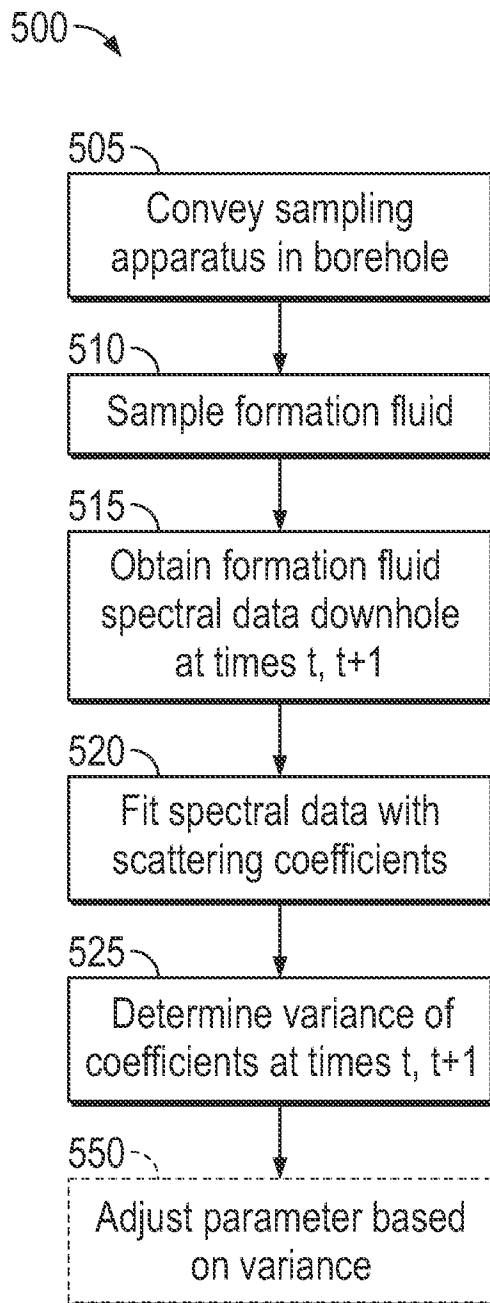 500
505
Convey sampling
apparatus in borehole
510
Sample formation fluid
515
Obtain formation fluid
spectral data downhole
at times t, t+1
520
Fit spectral data with
scattering coefficients
525
Determine variance of
coefficients at times t, t+1
550
Adjust parameter based
on variance